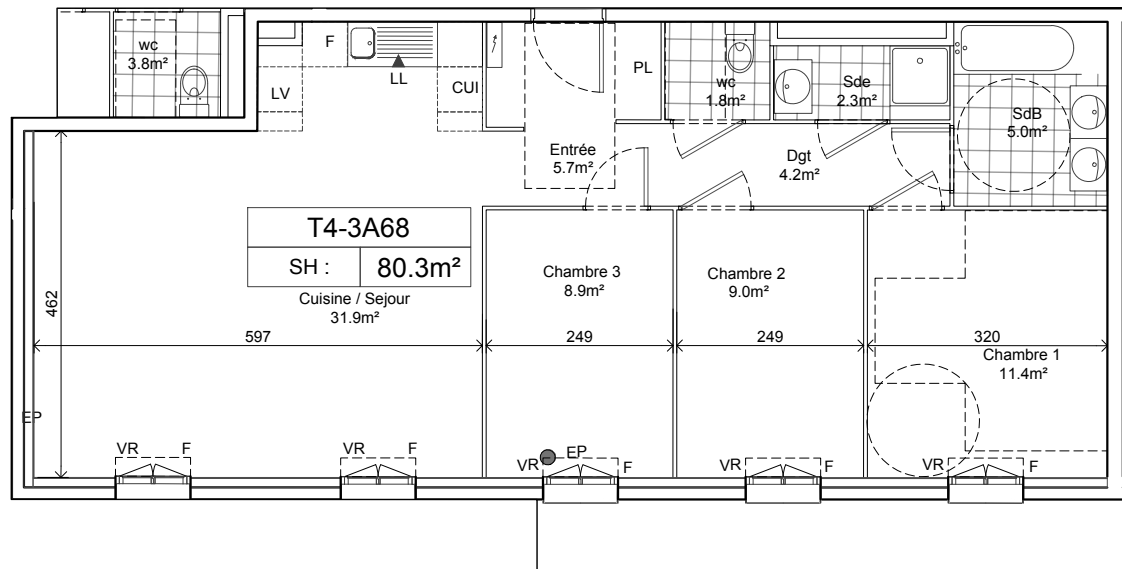 wc
3.8m²
F
LL
LV
CUI
PL
wc
1.8m²
Sde
2.3m²
SdB
5.0m²
Entrée
5.7m²
Dgt
4.2m²
T4-3A68
SH : 80.3m²
Cuisine / Sejour
31.9m²
Chambre 3
8.9m²
Chambre 2
9.0m²
Chambre 1
11.4m²
462
597
249
249
320
EP
VR F
VR F
EP
VR F
VR F
VR F